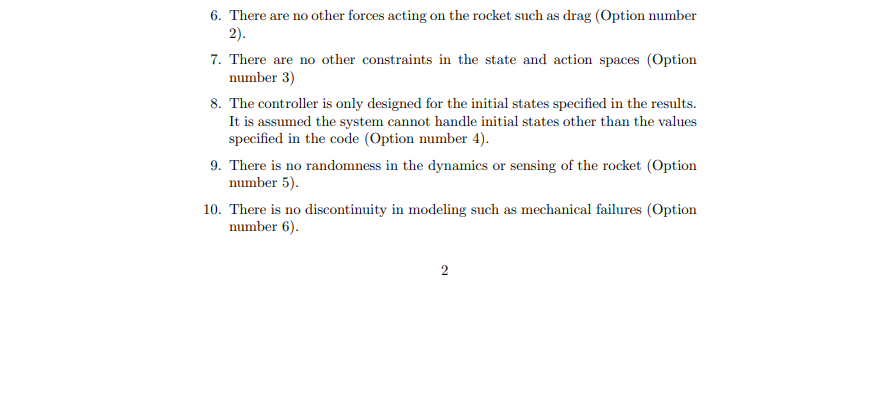 6. There are no other forces acting on the rocket such as drag (Option number
2).
7. There are no other constraints in the state and action spaces (Option
number 3)
8. The controller is only designed for the initial states specified in the results.
It is assumed the system cannot handle initial states other than the values
specified in the code (Option number 4).
9. There is no randomness in the dynamics or sensing of the rocket (Option
number 5).
10. There is no discontinuity in modeling such as mechanical failures (Option
number 6).
2